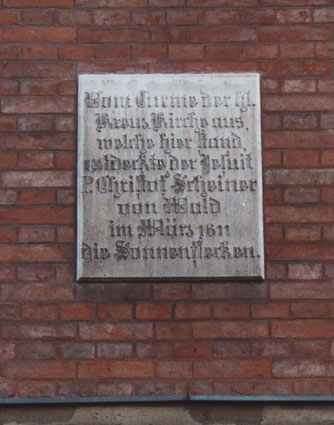 Vom Turme der hl.
Kreuz Kirche aus,
welche hier stand,
entdeckte der Jesuit
P. Christof Scheiner
von Wald
im März 1611
die Sonnenflecken.